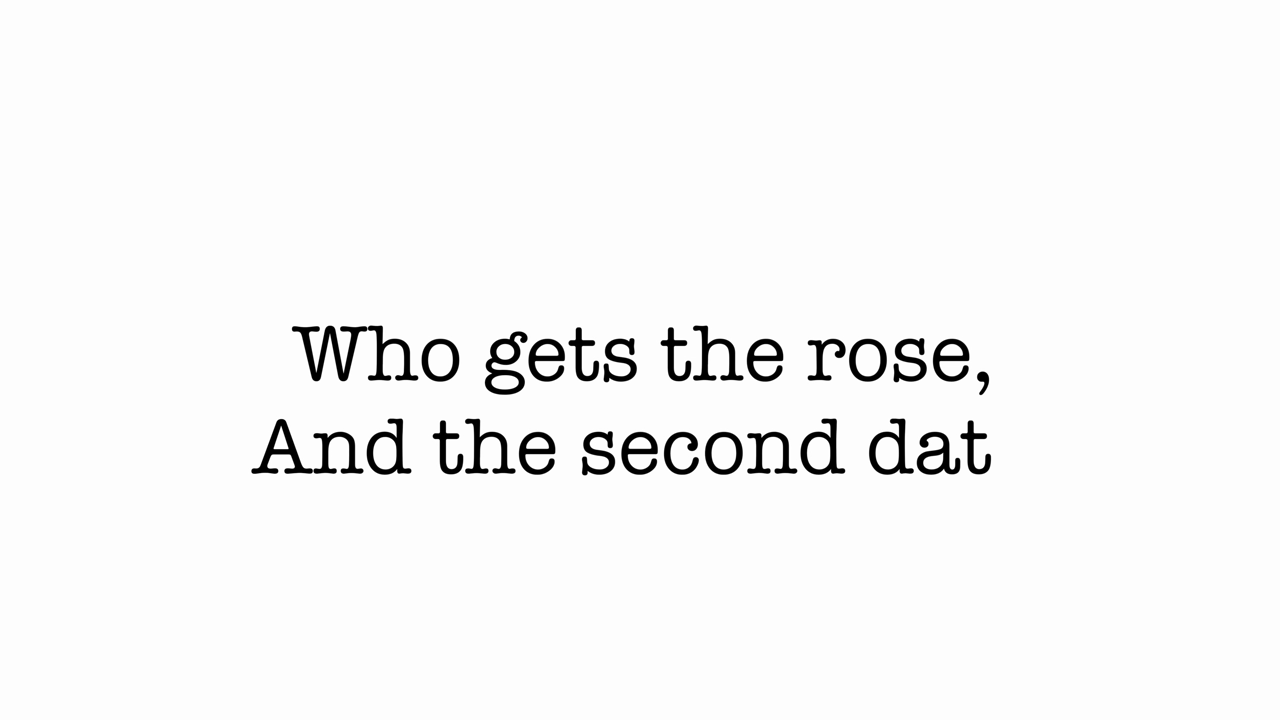 Who gets the rose,
And the second dat